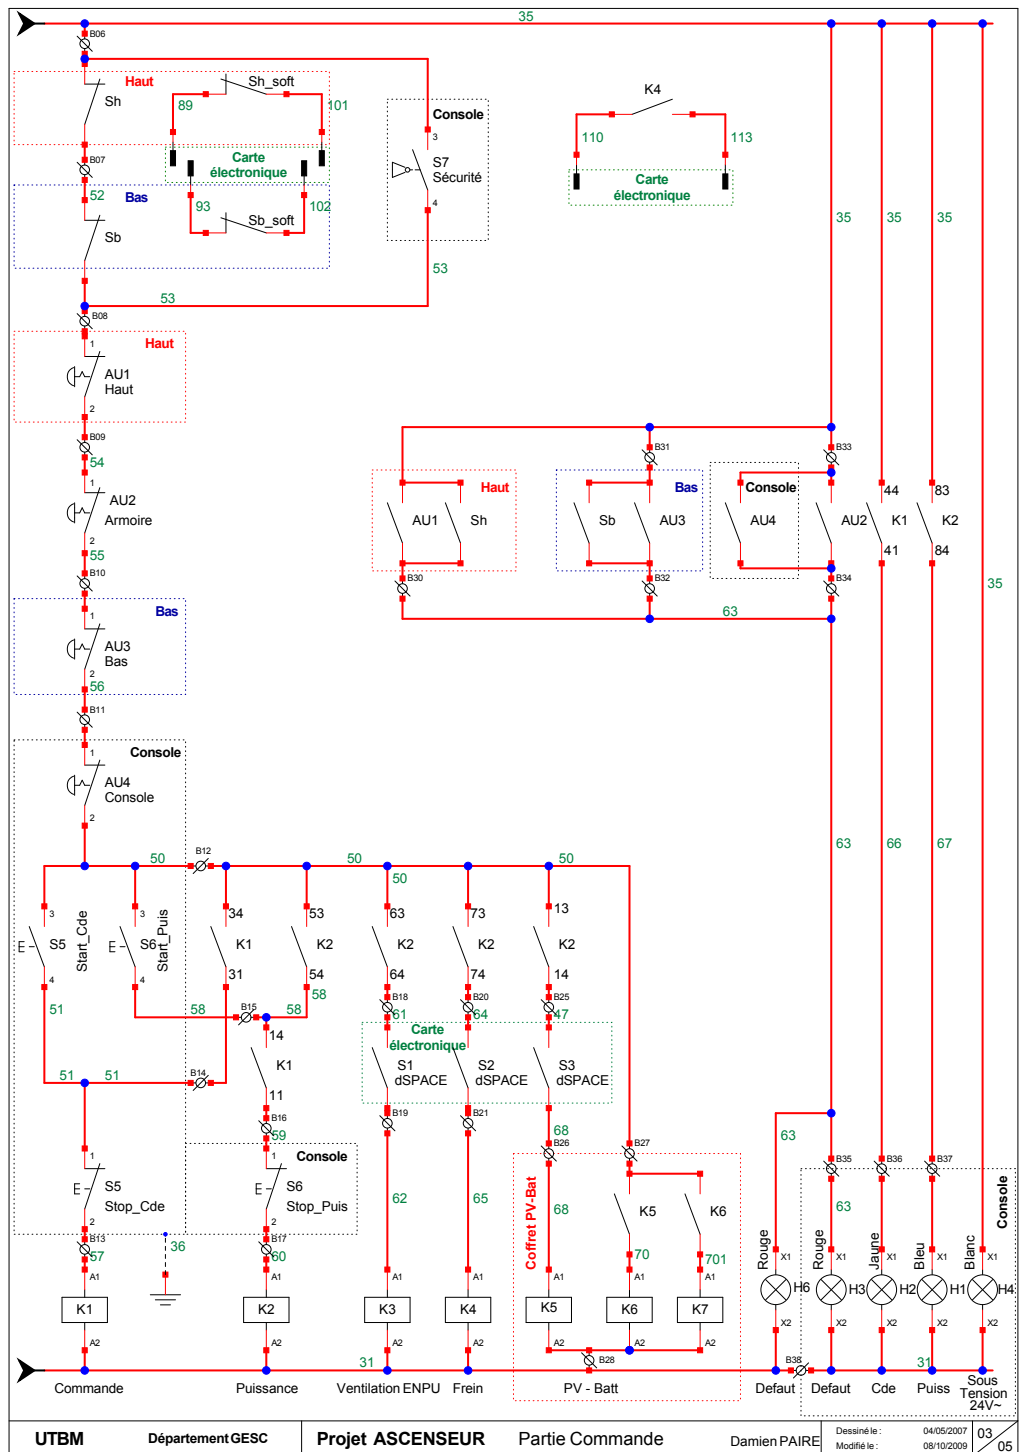 35
B06
Haut
Sh
Sh_soft
89
101
Carte
électronique
B07
52
Bas
Sb
93
102
Sb_soft
Console
3
S7
Sécurité
4
53
53
K4
110
113
Carte
électronique
35
35
35
B08
Haut
1
AU1
Haut
2
B09
54
1
AU2
Armoire
2
55
B10
Bas
1
AU3
Bas
2
56
B11
Console
1
AU4
Console
2
B31
B33
Haut
AU1
Sh
Bas
Sb
AU3
Console
AU4
AU2
44
K1
41
83
K2
84
B30
B32
B34
63
35
50
B12
50
50
50
3
S5
Start_Cde
4
3
S6
Start_Puis
4
34
K1
31
53
K2
54
63
K2
64
73
K2
74
13
K2
14
63
66
67
51
58
B15
58
58
B18
61
B20
64
B25
47
Carte
électronique
14
K1
11
S1
dSPACE
S2
dSPACE
S3
dSPACE
51
51
B14
B16
59
B19
B21
68
B26
B27
63
1
S5
Stop_Cde
2
Console
1
S6
Stop_Puis
2
B13
57
36
B17
60
62
65
Coffret PV-Bat
68
K5
K6
70
701
B35
B36
B37
63
Console
Rouge
Rouge
Jaune
Bleu
Blanc
A1
K1
A2
A1
K2
A2
A1
K3
A2
A1
K4
A2
A1
K5
A2
A1
K6
A2
A1
K7
A2
X1
H6
X2
X1
H3
X2
X1
H2
X2
X1
H1
X2
X1
H4
X2
B28
B38
31
31
Commande
Puissance
Ventilation ENPU
Frein
PV - Batt
Defaut
Defaut
Cde
Puiss
Sous
Tension
24V~
UTBM
Département GESC
Projet ASCENSEUR
Partie Commande
Damien PAIRE
Dessiné le :
04/05/2007
Modifié le :
08/10/2009
03
05